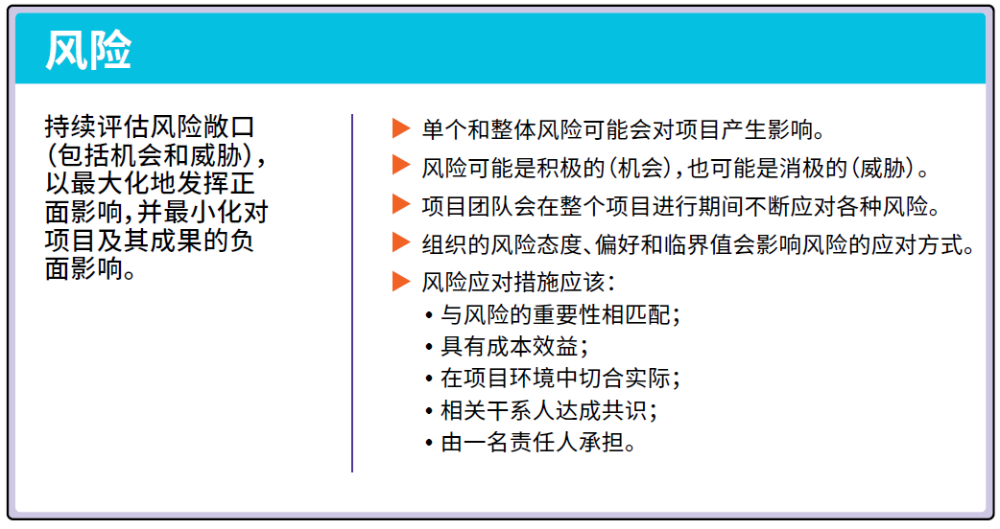 风险
持续评估风险敞口
（包括机会和威胁），
以最大化地发挥正
面影响，并最小化对
项目及其成果的负
面影响。
单个和整体风险可能会对项目产生影响。
风险可能是积极的（机会），也可能是消极的（威胁）。
项目团队会在整个项目进行期间不断应对各种风险。
组织的风险态度、偏好和临界值会影响风险的应对方式。
风险应对措施应该：
• 与风险的重要性相匹配；
• 具有成本效益；
• 在项目环境中切合实际；
• 相关干系人达成共识；
• 由一名责任人承担。